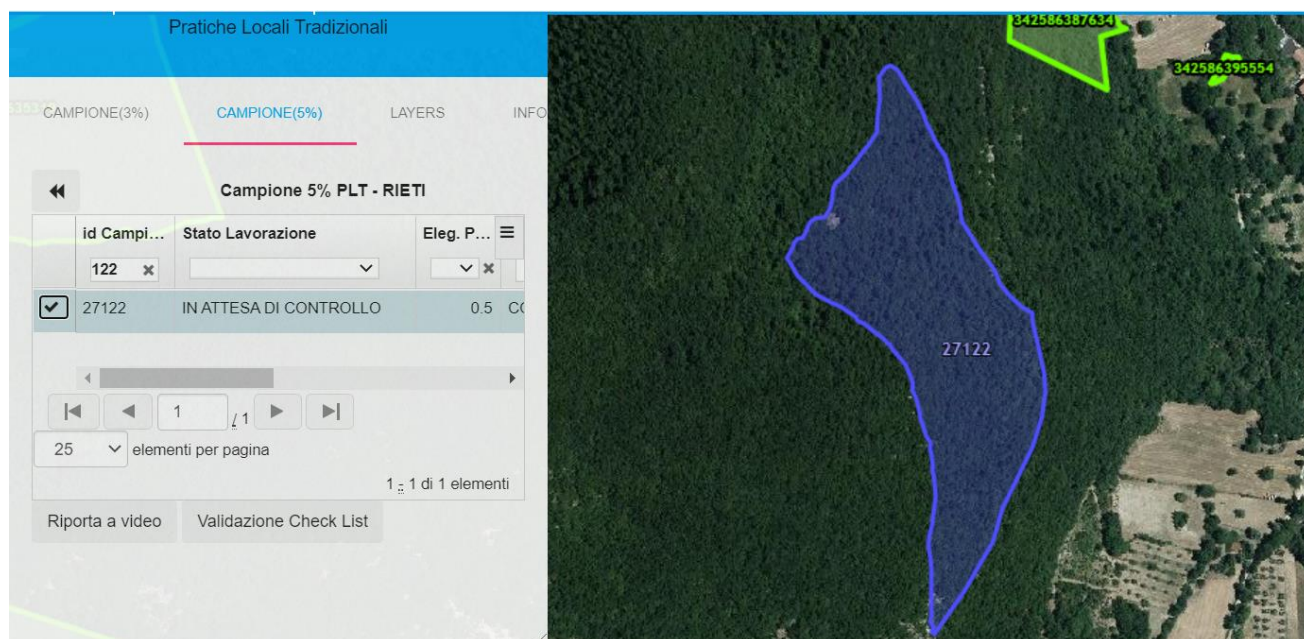 Pratiche Locali Tradizionali
CAMPIONE(3%) CAMPIONE(5%) LAYERS INFO
Campione 5% PLT - RIETI
id Campi... Stato Lavorazione Eleg. P...
122
27122 IN ATTESA DI CONTROLLO 0.5
1 / 1
25 elementi per pagina
1 - 1 di 1 elementi
Riporta a video Validazione Check List
342586387634
342586395554
27122